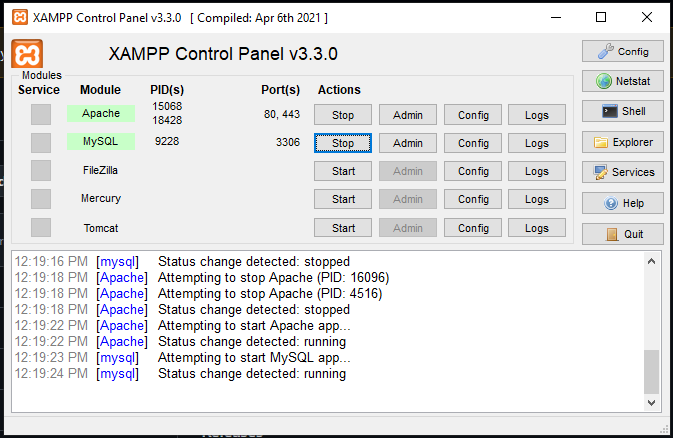 XAMPP Control Panel v3.3.0 [ Compiled: Apr 6th 2021 ]
XAMPP Control Panel v3.3.0
Modules
Service Module PID(s) Port(s) Actions
Apache 15068 18428 80, 443 Stop Admin Config Logs
MySQL 9228 3306 Stop Admin Config Logs
FileZilla Start Admin Config Logs
Mercury Start Admin Config Logs
Tomcat Start Admin Config Logs
Config
Netstat
Shell
Explorer
Services
Help
Quit
12:19:16 PM [mysql] Status change detected: stopped
12:19:18 PM [Apache] Attempting to stop Apache (PID: 16096)
12:19:18 PM [Apache] Attempting to stop Apache (PID: 4516)
12:19:18 PM [Apache] Status change detected: stopped
12:19:22 PM [Apache] Attempting to start Apache app...
12:19:22 PM [Apache] Status change detected: running
12:19:23 PM [mysql] Attempting to start MySQL app...
12:19:24 PM [mysql] Status change detected: running